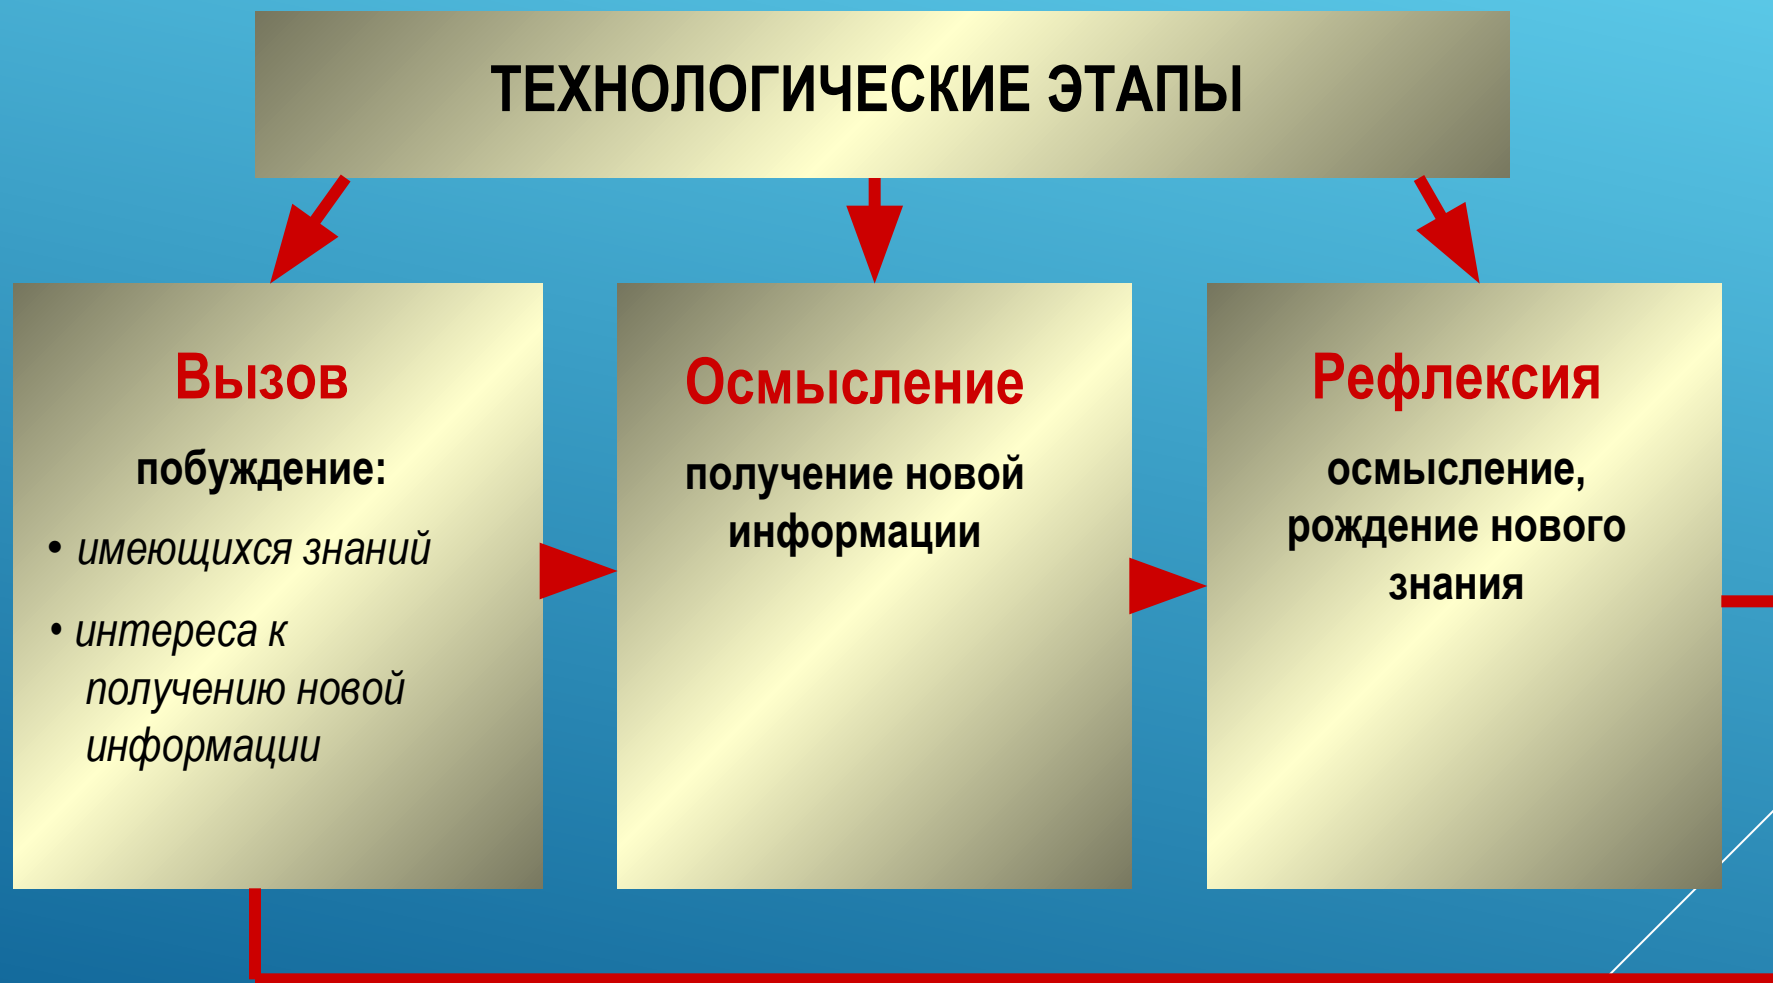 ТЕХНОЛОГИЧЕСКИЕ ЭТАПЫ
Вызов
побуждение:
• имеющихся знаний
• интереса к
получению новой
информации
Осмысление
получение новой
информации
Рефлексия
осмысление,
рождение нового
знания